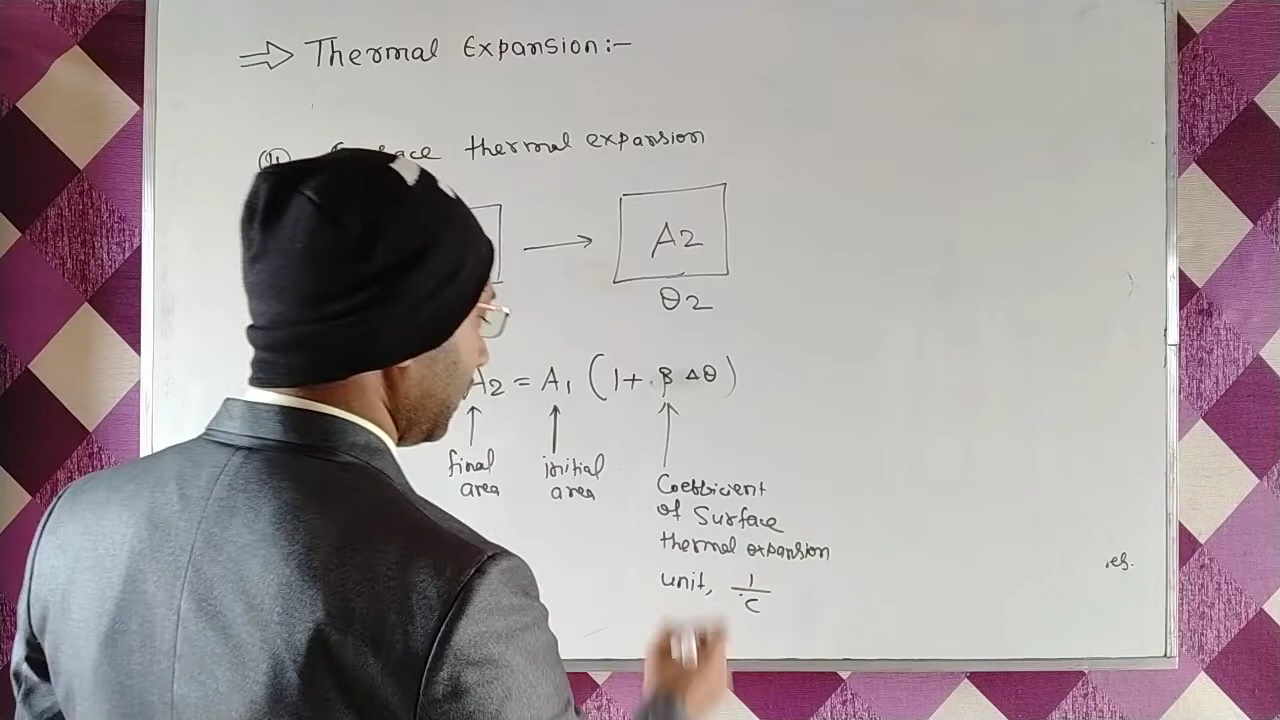 ⇒ Thermal Expansion:-
thermal expansion
→ A2
θ2
A2 = A1 (1 + β Δθ)
↑ ↑ ↑
final initial Coefficient
area area of Surface
thermal expansion
unit, 1/°C